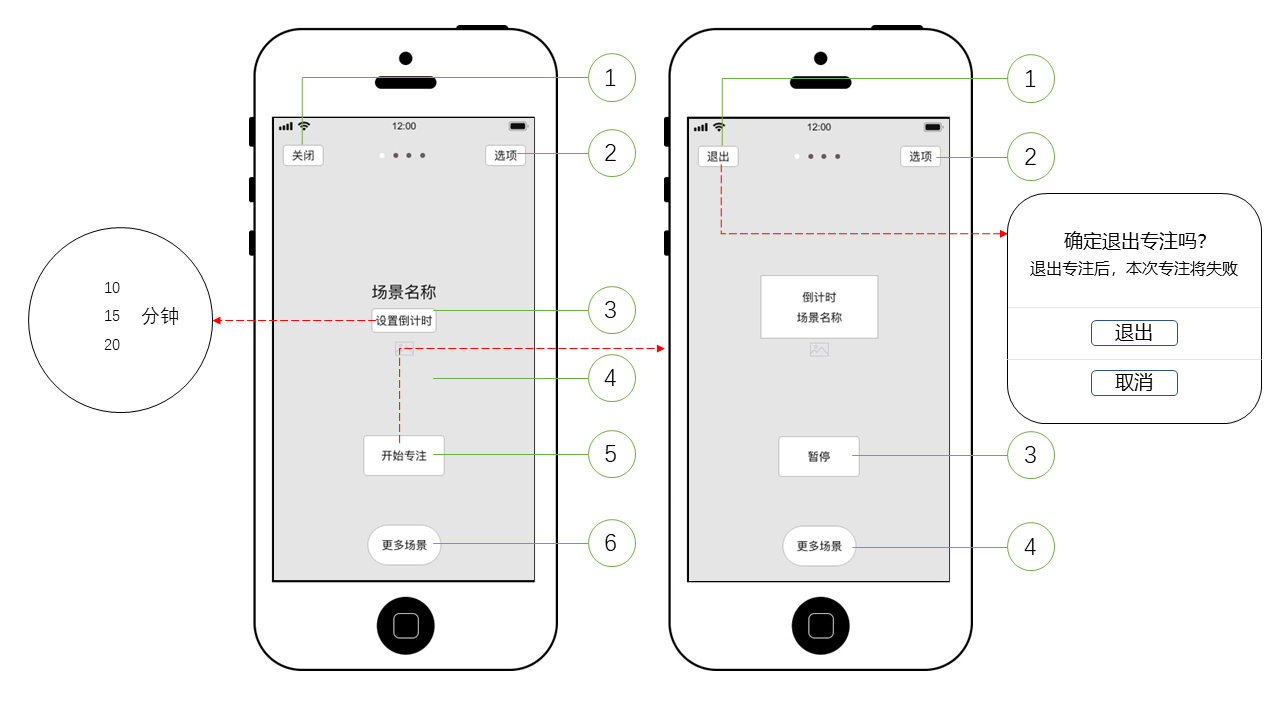 10
15
20
分钟
12:00
关闭
选项
场景名称
设置倒计时
开始专注
更多场景
1
2
3
4
5
6
12:00
退出
选项
倒计时
场景名称
暂停
更多场景
1
2
确定退出专注吗？
退出专注后，本次专注将失败
退出
取消
3
4